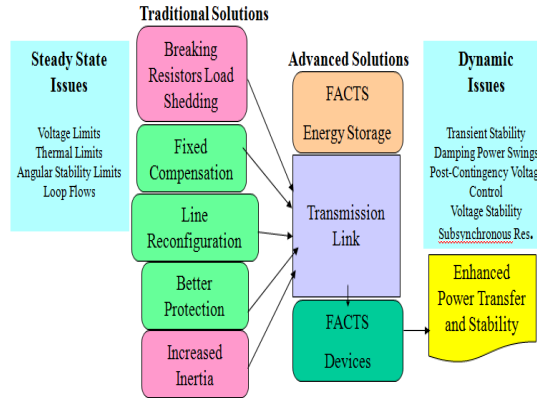 Traditional Solutions
Steady State
Issues
Voltage Limits
Thermal Limits
Angular Stability Limits
Loop Flows
Breaking
Resistors Load
Shedding
Fixed
Compensation
Line
Reconfiguration
Better
Protection
Increased
Inertia
Advanced Solutions
FACTS
Energy Storage
Transmission
Link
FACTS
Devices
Dynamic
Issues
Transient Stability
Damping Power Swings
Post-Contingency Voltag
Control
Voltage Stability
Subsynchronous Res.
Enhanced
Power Transfer
and Stability